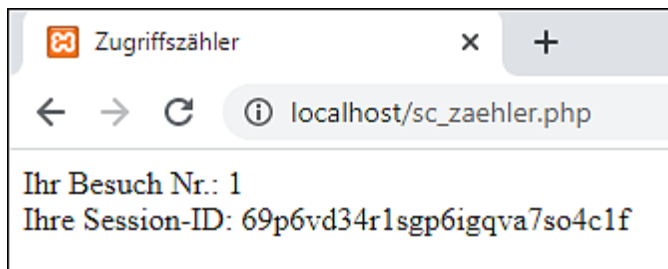 Zugriffszähler
localhost/sc_zaehler.php
Ihr Besuch Nr.: 1
Ihre Session-ID: 69p6vd34r1sgp6igqva7so4c1f